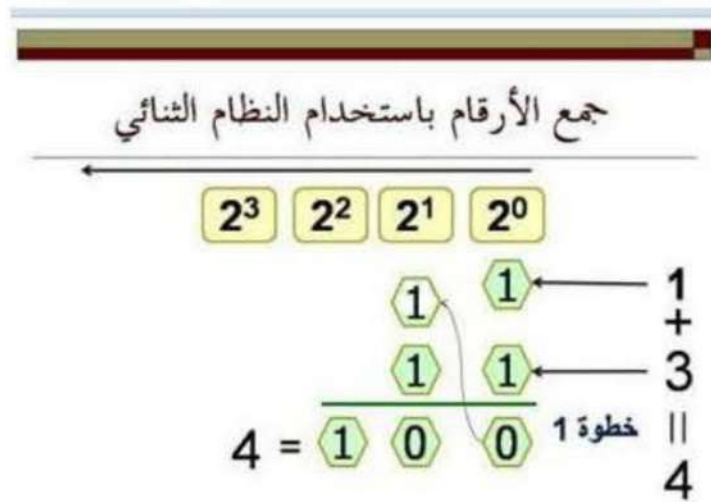 جمع الأرقام باستخدام النظام الثنائي
2³ 2² 2¹ 2⁰
1 1 1
+
1 1 3
خطوة 1 =
4 = 1 0 0
4